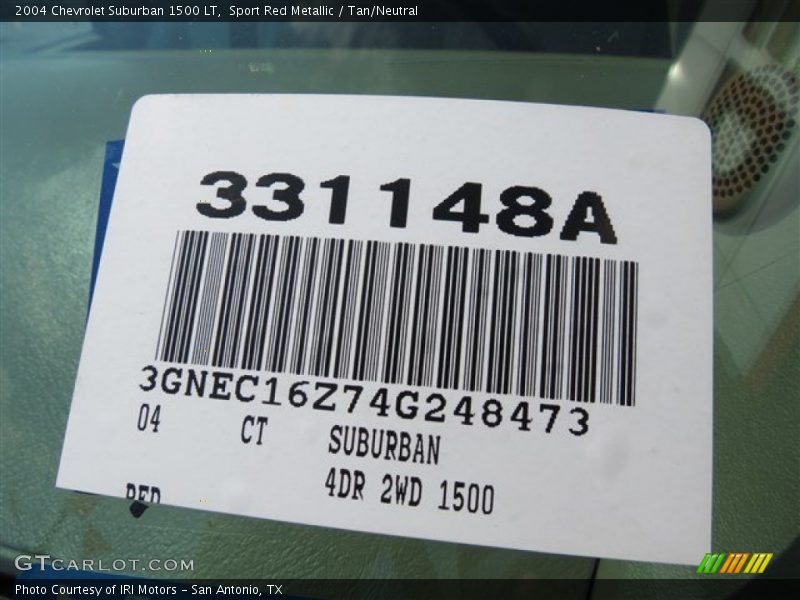 2004 Chevrolet Suburban 1500 LT, Sport Red Metallic / Tan/Neutral
331148A
3GNEC16Z74G248473
04 CT SUBURBAN
4DR 2WD 1500
RED
GTCARLOT.COM
Photo Courtesy of IRI Motors - San Antonio, TX